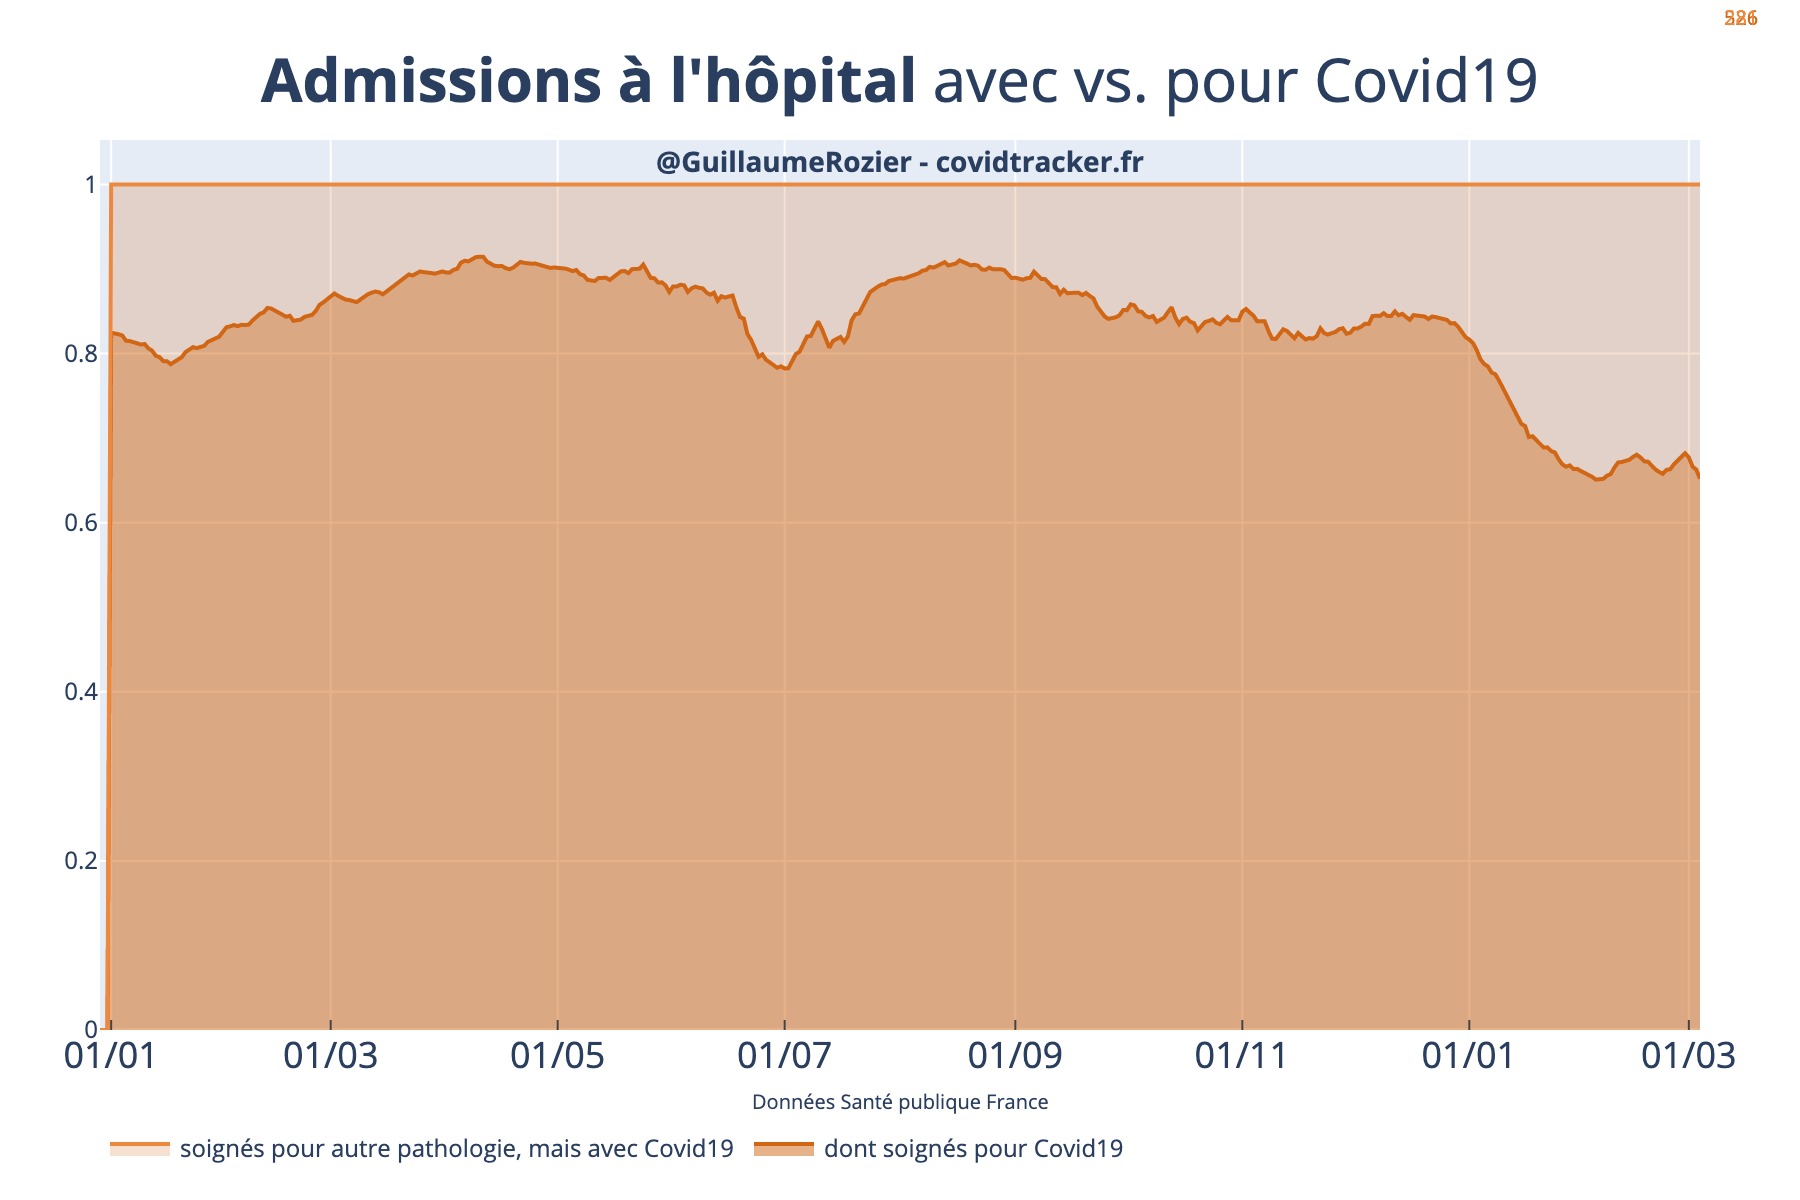 Admissions à l'hôpital avec vs. pour Covid19
@GuillaumeRozier - covidtracker.fr
1
0.8
0.6
0.4
0.2
0
01/01 01/03 01/05 01/07 01/09 01/11 01/01 01/03
Données Santé publique France
soignés pour autre pathologie, mais avec Covid19 dont soignés pour Covid19